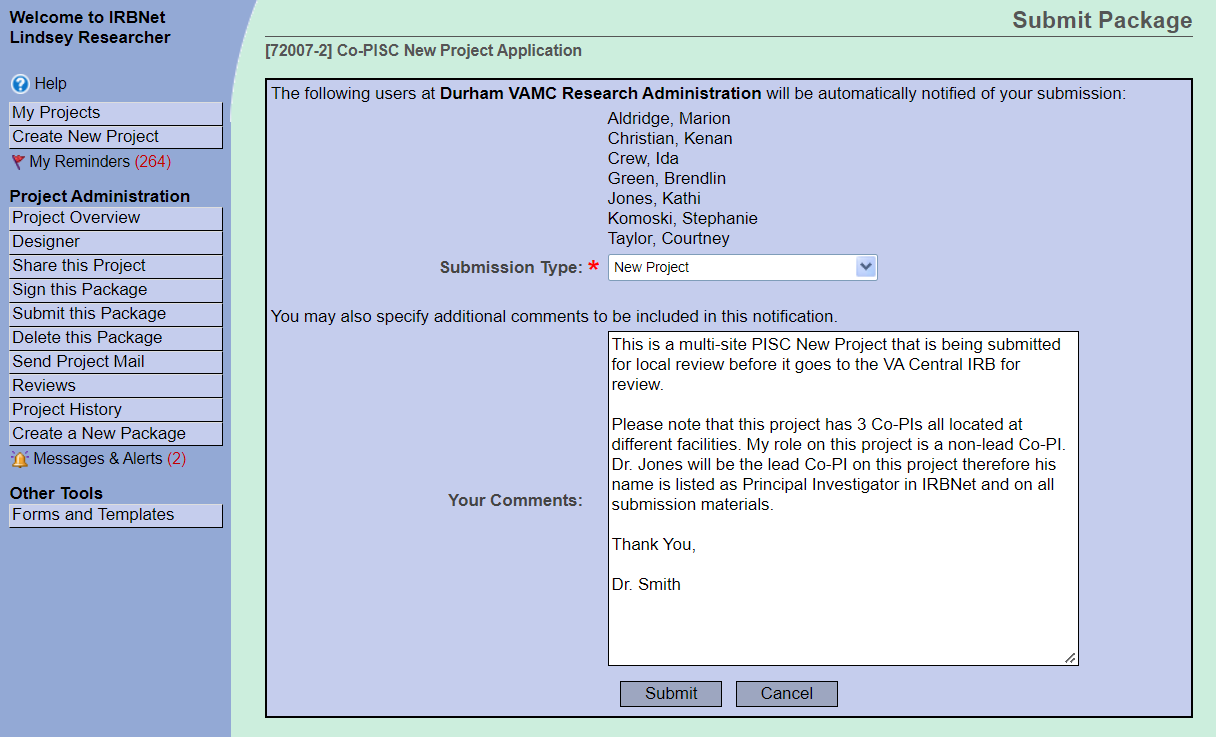 Welcome to IRBNet
Lindsey Researcher
Help
My Projects
Create New Project
My Reminders (264)
Project Administration
Project Overview
Designer
Share this Project
Sign this Package
Submit this Package
Delete this Package
Send Project Mail
Reviews
Project History
Create a New Package
Messages & Alerts (2)
Other Tools
Forms and Templates
Submit Package
[72007-2] Co-PISC New Project Application
The following users at Durham VAMC Research Administration will be automatically notified of your submission:
Aldridge, Marion
Christian, Kenan
Crew, Ida
Green, Brendlin
Jones, Kathi
Komoski, Stephanie
Taylor, Courtney
Submission Type: * New Project
You may also specify additional comments to be included in this notification.
Your Comments:
This is a multi-site PISC New Project that is being submitted
for local review before it goes to the VA Central IRB for
review.
Please note that this project has 3 Co-PIs all located at
different facilities. My role on this project is a non-lead Co-PI.
Dr. Jones will be the lead Co-PI on this project therefore his
name is listed as Principal Investigator in IRBNet and on all
submission materials.
Thank You,
Dr. Smith
Submit Cancel